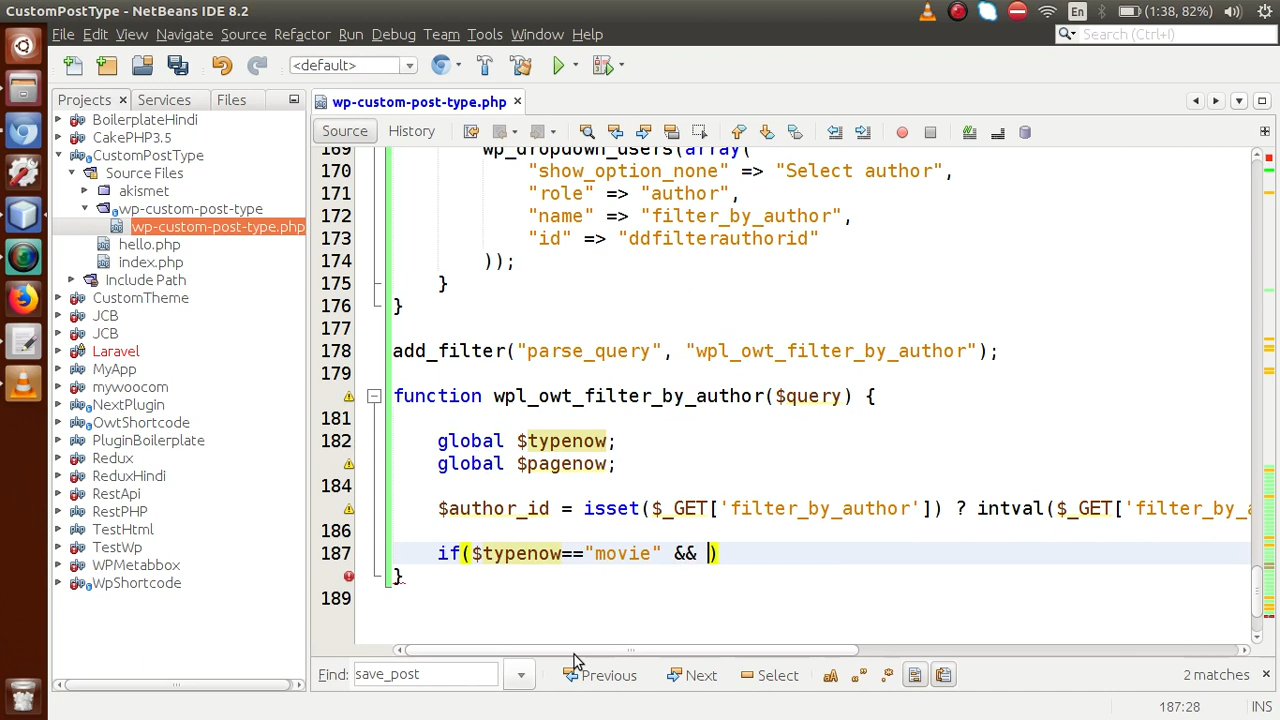 CustomPostType - NetBeans IDE 8.2
En
(1:38, 82%)
File Edit View Navigate Source Refactor Run Debug Team Tools Window Help
Search (Ctrl+I)
<default>
Projects
Services
Files
wp-custom-post-type.php
BoilerplateHindi
CakePHP3.5
CustomPostType
Source Files
akismet
wp-custom-post-type
wp-custom-post-type.php
hello.php
index.php
Include Path
CustomTheme
JCB
JCB
Laravel
MyApp
mywoocom
NextPlugin
OwtShortcode
PluginBoilerplate
Redux
ReduxHindi
RestApi
RestPHP
TestHtml
TestWp
WPMetabbox
WpShortcode
Source
History
169 wp_dropdown_users(array(
170 "show_option_none" => "Select author",
171 "role" => "author",
172 "name" => "filter_by_author",
173 "id" => "ddfilterauthorid"
174 ));
175 }
176 }
177
178 add_filter("parse_query", "wpl_owt_filter_by_author");
179
function wpl_owt_filter_by_author($query) {
181
182 global $typenow;
global $pagenow;
184
$author_id = isset($_GET['filter_by_author']) ? intval($_GET['filter_by_a
186
187 if($typenow=="movie" && )
}
189
Find: save_post
Previous
Next
Select
2 matches
187:28
INS